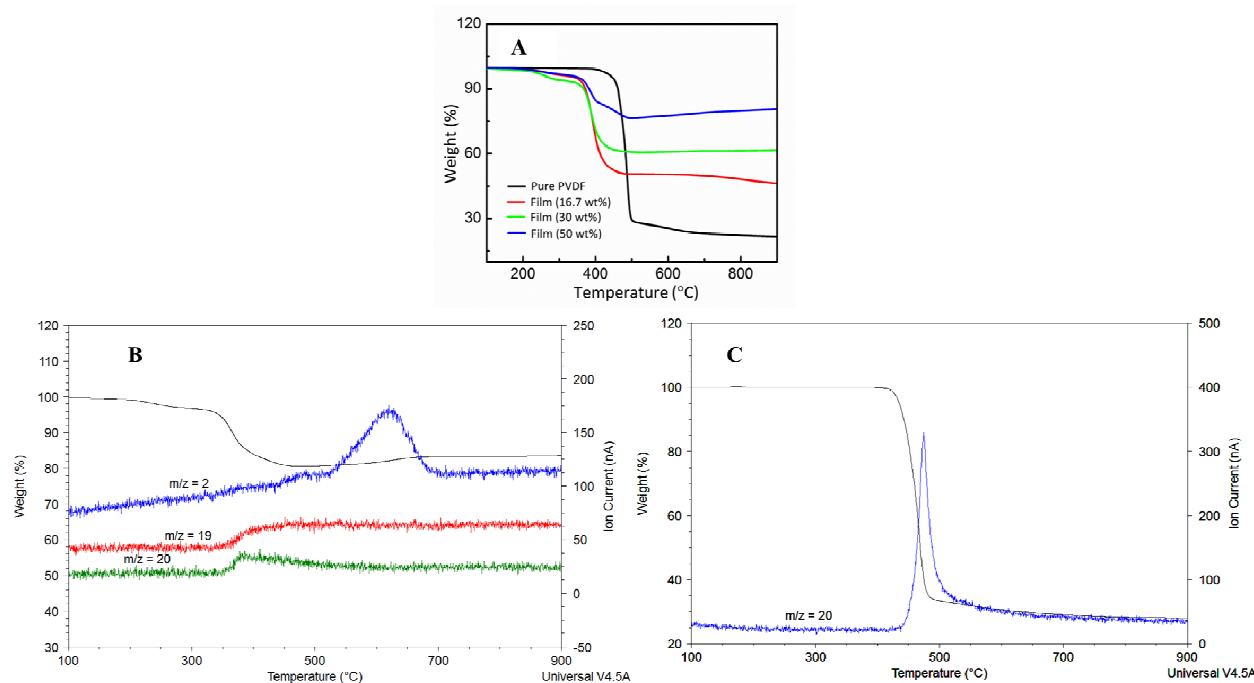 A
120
90
60
30
Weight (%)
Pure PVDF
Film (16.7 wt%)
Film (30 wt%)
Film (50 wt%)
200 400 600 800
Temperature (°C)
B
120
110
100
90
80
70
60
50
40
30
Weight (%)
250
200
150
100
50
0
-50
Ion Current (nA)
m/z = 2
m/z = 19
m/z = 20
100 300 500 700 900
Temperature (°C) Universal V4.5A
C
120
100
80
60
40
20
Weight (%)
500
400
300
200
100
0
Ion Current (nA)
m/z = 20
100 300 500 700 900
Temperature (°C) Universal V4.5A